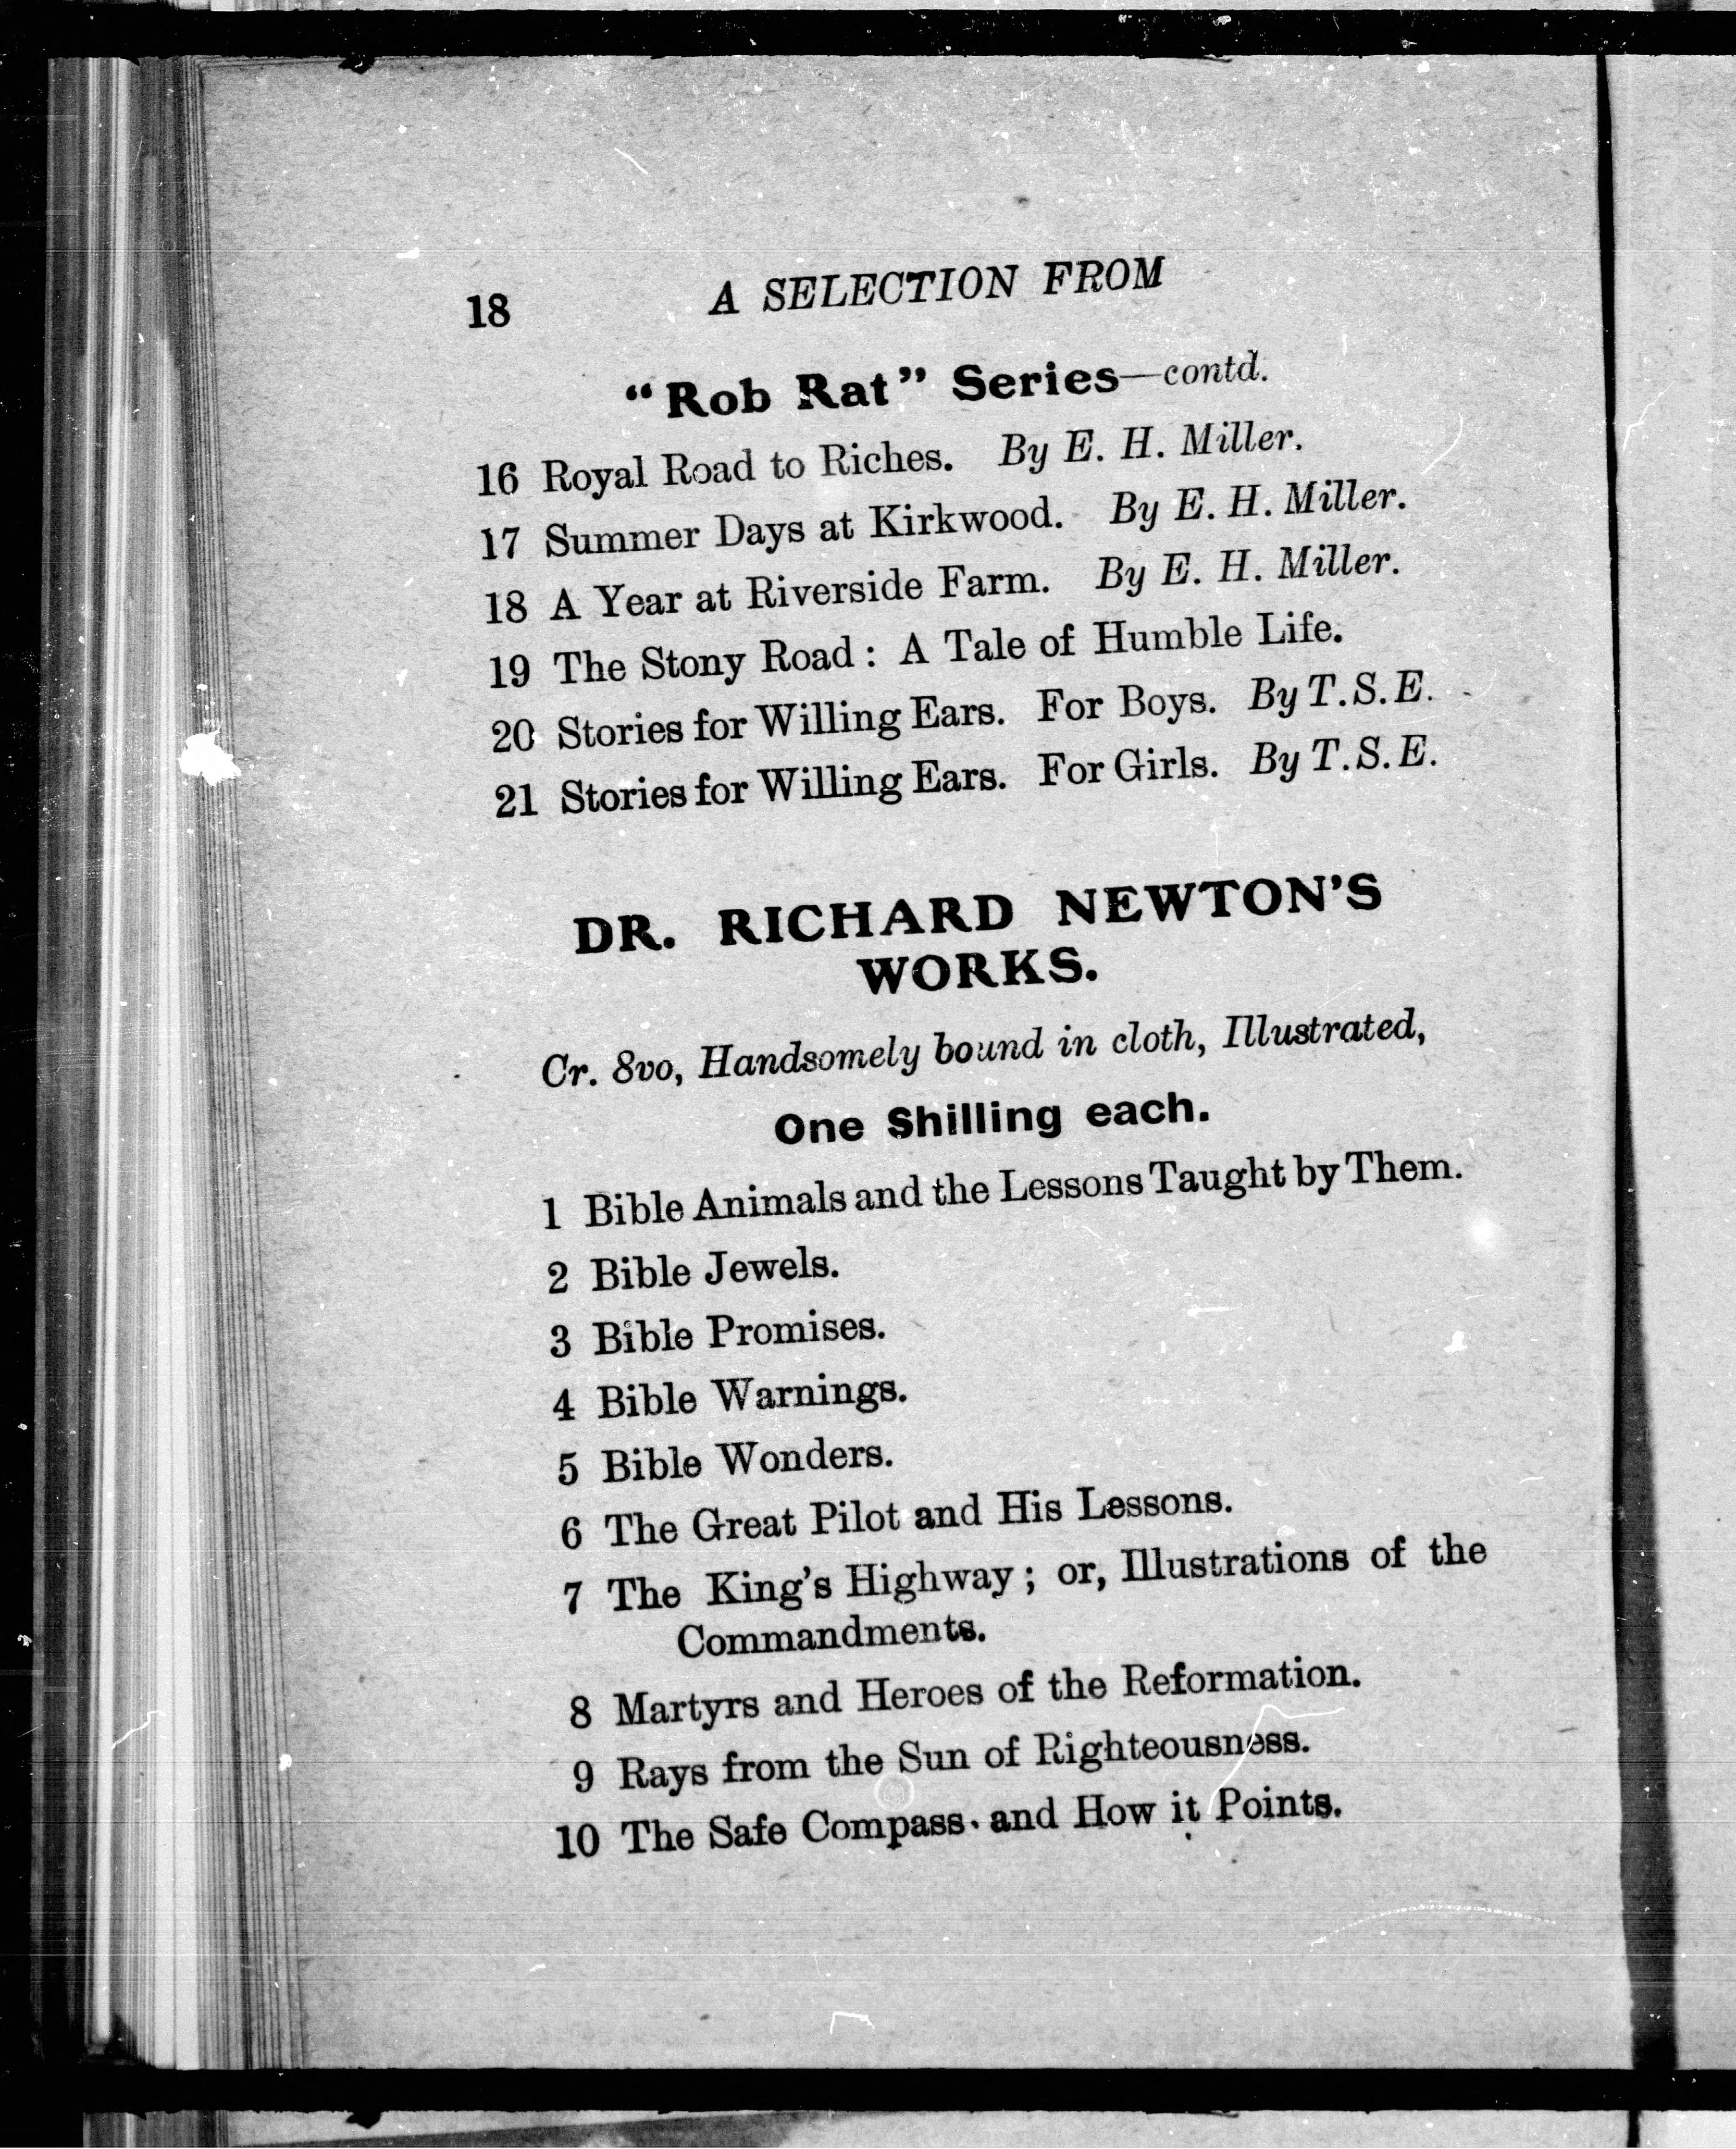 18 A SELECTION FROM
"Rob Rat" Series—contd.
16 Royal Road to Riches. By E. H. Miller.
17 Summer Days at Kirkwood. By E. H. Miller.
18 A Year at Riverside Farm. By E. H. Miller.
19 The Stony Road: A Tale of Humble Life.
20 Stories for Willing Ears. For Boys. By T.S.E.
21 Stories for Willing Ears. For Girls. By T.S.E.
DR. RICHARD NEWTON'S
WORKS.
Cr. 8vo, Handsomely bound in cloth, Illustrated,
One Shilling each.
1 Bible Animals and the Lessons Taught by Them.
2 Bible Jewels.
3 Bible Promises.
4 Bible Warnings.
5 Bible Wonders.
6 The Great Pilot and His Lessons.
7 The King's Highway; or, Illustrations of the
Commandments.
8 Martyrs and Heroes of the Reformation.
9 Rays from the Sun of Righteousness.
10 The Safe Compass and How it Points.